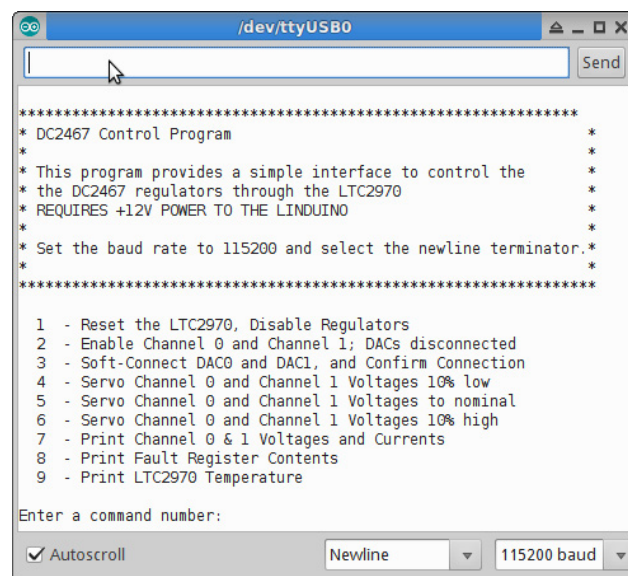 /dev/ttyUSB0
Send
****************************************************************
* DC2467 Control Program *
* *
* This program provides a simple interface to control the *
* the DC2467 regulators through the LTC2970 *
* REQUIRES +12V POWER TO THE LINDUINO *
* *
* Set the baud rate to 115200 and select the newline terminator.*
* *
******************************************************************
1 - Reset the LTC2970, Disable Regulators
2 - Enable Channel 0 and Channel 1; DACs disconnected
3 - Soft-Connect DAC0 and DAC1, and Confirm Connection
4 - Servo Channel 0 and Channel 1 Voltages 10% low
5 - Servo Channel 0 and Channel 1 Voltages to nominal
6 - Servo Channel 0 and Channel 1 Voltages 10% high
7 - Print Channel 0 & 1 Voltages and Currents
8 - Print Fault Register Contents
9 - Print LTC2970 Temperature
Enter a command number:
Autoscroll
Newline
115200 baud